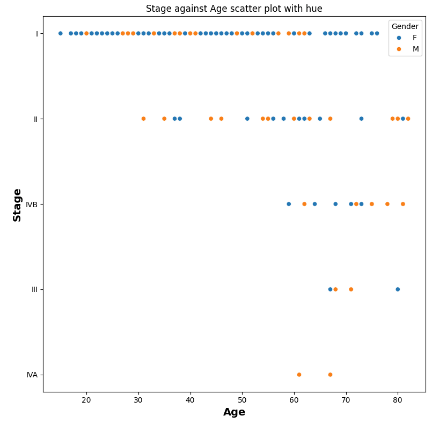 Stage against Age scatter plot with hue
Gender
F
M
I
II
IVB
III
IVA
Stage
20 30 40 50 60 70 80
Age